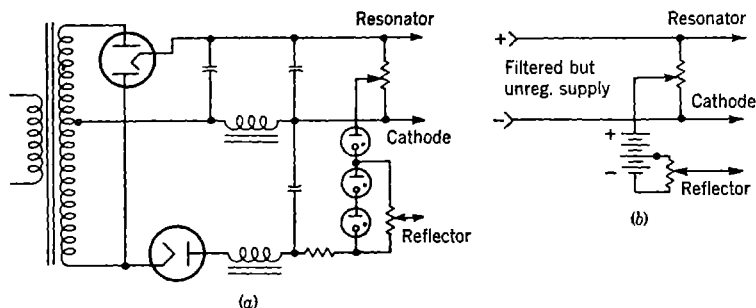 Resonator
Cathode
Reflector
(a)
Resonator
+
Filtered but
unreg. supply
Cathode
-
+
-
Reflector
(b)